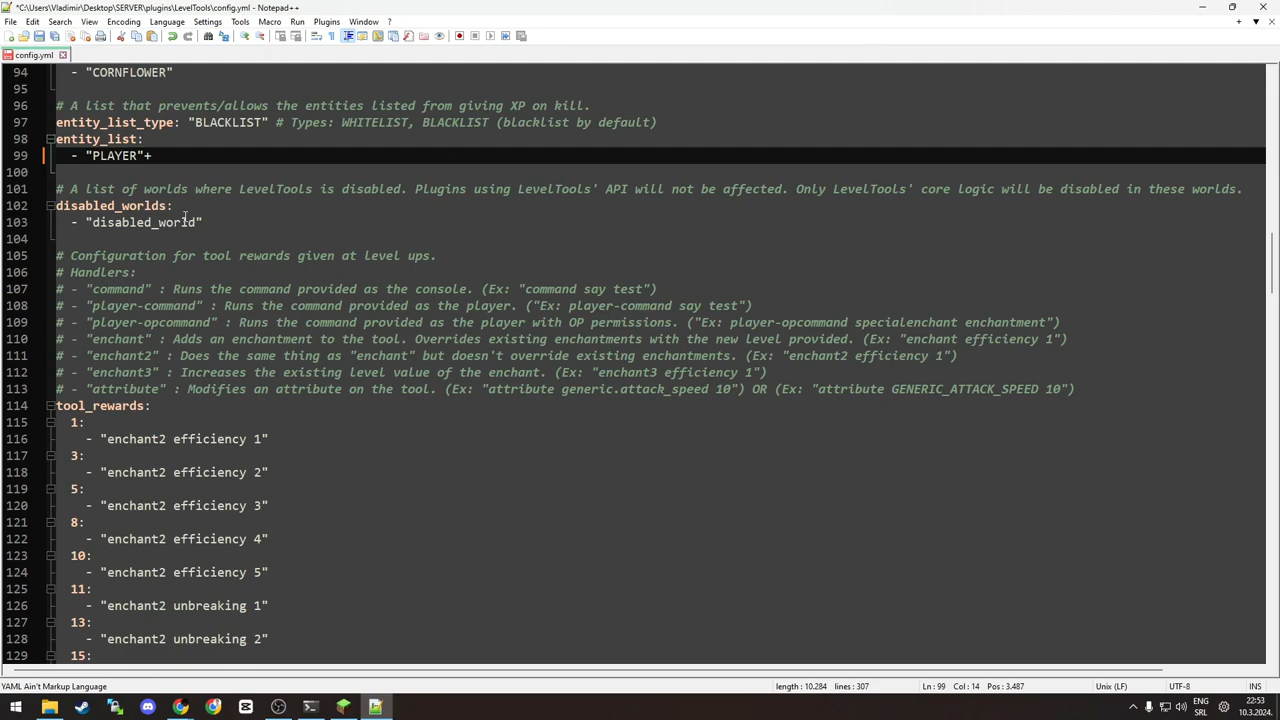 *C:\Users\Vladimir\Desktop\SERVER\plugins\LevelTools\config.yml - Notepad++
File Edit Search View Encoding Language Settings Tools Macro Run Plugins Window ?
config.yml
94 - "CORNFLOWER"
95
96 # A list that prevents/allows the entities listed from giving XP on kill.
97 entity_list_type: "BLACKLIST" # Types: WHITELIST, BLACKLIST (blacklist by default)
98 entity_list:
99 - "PLAYER"+
100
101 # A list of worlds where LevelTools is disabled. Plugins using LevelTools' API will not be affected. Only LevelTools' core logic will be disabled in these worlds.
102 disabled_worlds:
103 - "disabled_world"
104
105 # Configuration for tool rewards given at level ups.
106 # Handlers:
107 # - "command" : Runs the command provided as the console. (Ex: "command say test")
108 # - "player-command" : Runs the command provided as the player. ("Ex: player-command say test")
109 # - "player-opcommand" : Runs the command provided as the player with OP permissions. ("Ex: player-opcommand specialenchant enchantment")
110 # - "enchant" : Adds an enchantment to the tool. Overrides existing enchantments with the new level provided. (Ex: "enchant efficiency 1")
111 # - "enchant2" : Does the same thing as "enchant" but doesn't override existing enchantments. (Ex: "enchant2 efficiency 1")
112 # - "enchant3" : Increases the existing level value of the enchant. (Ex: "enchant3 efficiency 1")
113 # - "attribute" : Modifies an attribute on the tool. (Ex: "attribute generic.attack_speed 10") OR (Ex: "attribute GENERIC_ATTACK_SPEED 10")
114 tool_rewards:
115 1:
116 - "enchant2 efficiency 1"
117 3:
118 - "enchant2 efficiency 2"
119 5:
120 - "enchant2 efficiency 3"
121 8:
122 - "enchant2 efficiency 4"
123 10:
124 - "enchant2 efficiency 5"
125 11:
126 - "enchant2 unbreaking 1"
127 13:
128 - "enchant2 unbreaking 2"
129 15:
YAML Ain't Markup Language length : 10.284 lines : 307 Ln : 99 Col : 14 Pos : 3.487 Unix (LF) UTF-8 INS
ENG 22:53
SRL 10.3.2024.